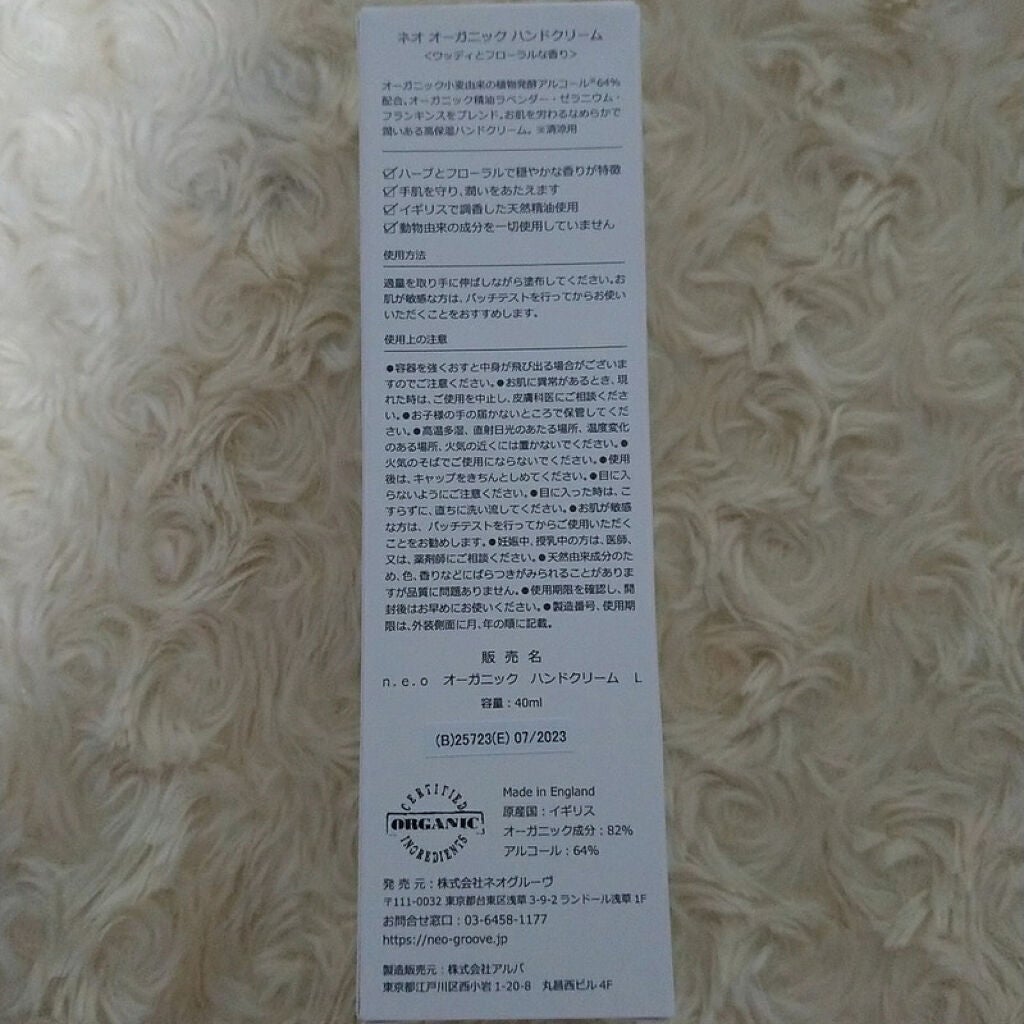 ネオ オーガニック ハンドクリーム
<ウッディとフローラルな香り>
オーガニック小麦由来の植物発酵アルコール※64%
配合。オーガニック精油ラベンダー・ゼラニウム・
フランキンスをブレンド。お肌を労わるなめらかで
潤いある高保湿ハンドクリーム。※清涼用
☑ハーブとフローラルで穏やかな香りが特徴
☑手肌を守り、潤いをあたえます
☑イギリスで調香した天然精油使用
☑動物由来の成分を一切使用していません
使用方法
適量を取り手に伸ばしながら塗布してください。お
肌が敏感な方は、パッチテストを行ってからお使い
いただくことをおすすめします。
使用上の注意
●容器を強くおすと中身が飛び出る場合がございま
すのでご注意ください。●お肌に異常があるとき、現
れた時は、ご使用を中止し、皮膚科医にご相談くださ
い。●お子様の手の届かないところで保管してくだ
さい。●高温多湿、直射日光のあたる場所、温度変化
のある場所、火気の近くには置かないでください。●
火気のそばでご使用にならないでください。●使用
後は、キャップをきちんとしめてください。●目に入
らないようにご注意ください。●目に入った時は、こ
すらずに、直ちに洗い流してください。●お肌が敏感
な方は、パッチテストを行ってからご使用いただく
ことをお勧めします。●妊娠中、授乳中の方は、医師、
又は、薬剤師にご相談ください。●天然由来成分のた
め、色、香りなどにばらつきがみられることがありま
すが品質に問題ありません。●使用期限を確認し、開
封後はお早めにお使いください。●製造番号、使用期
限は、外装側面に月、年の順に記載。
販 売 名
n.e.o オーガニック ハンドクリーム L
容量：40ml
(B)25723(E) 07/2023
CERTIFIED
ORGANIC
INGREDIENTS
Made in England
原産国：イギリス
オーガニック成分：82%
アルコール：64%
発 売 元：株式会社ネオグルーヴ
〒111-0032 東京都台東区浅草 3-9-2 ランドール浅草 1F
お問合せ窓口：03-6458-1177
https://neo-groove.jp
製造販売元：株式会社アルバ
東京都江戸川区西小岩 1-20-8 丸昌西ビル 4F